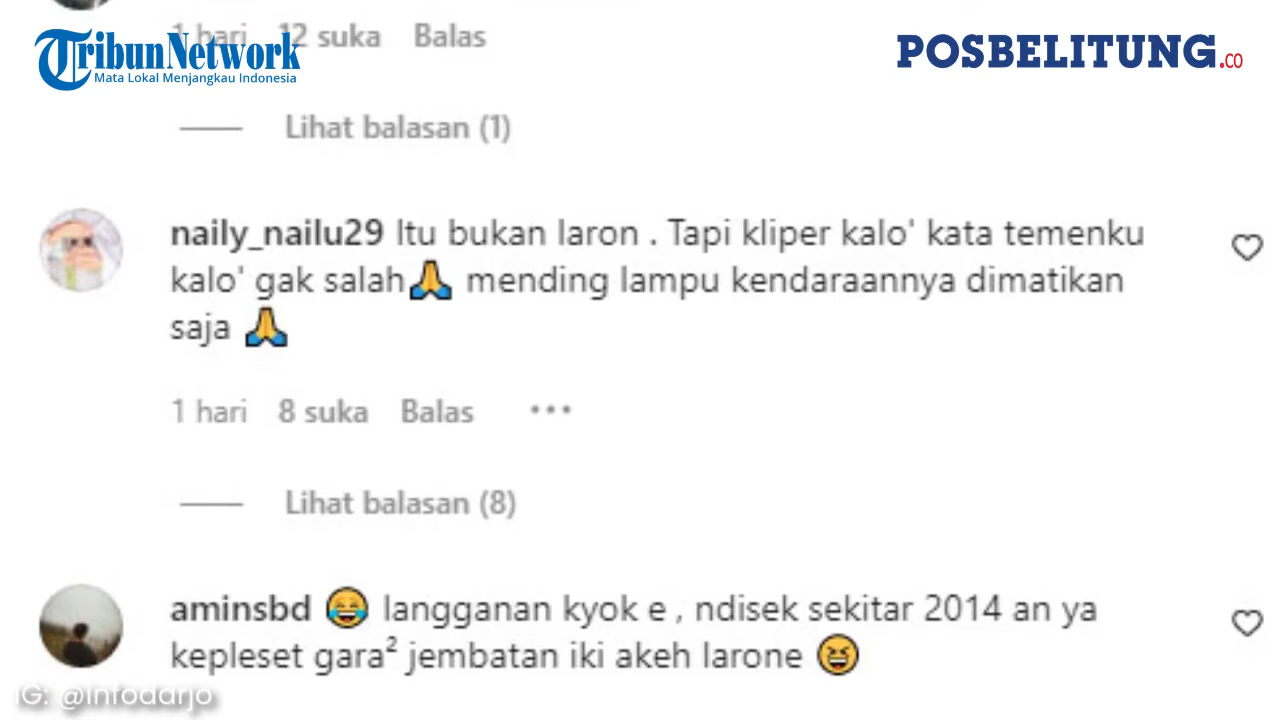 1 hari 12 suka Balas
TribunNetwork
Mata Lokal Menjangkau Indonesia
POSBELITUNG.CO
Lihat balasan (1)
naily_nailu29 Itu bukan laron . Tapi kliper kalo' kata temenku
kalo' gak salah🙏 mending lampu kendaraannya dimatikan
saja 🙏
1 hari 8 suka Balas ...
Lihat balasan (8)
aminsbd 😂 langganan kyok e , ndisek sekitar 2014 an ya
kepleset gara² jembatan iki akeh larone 😆
IG: @infodarjo